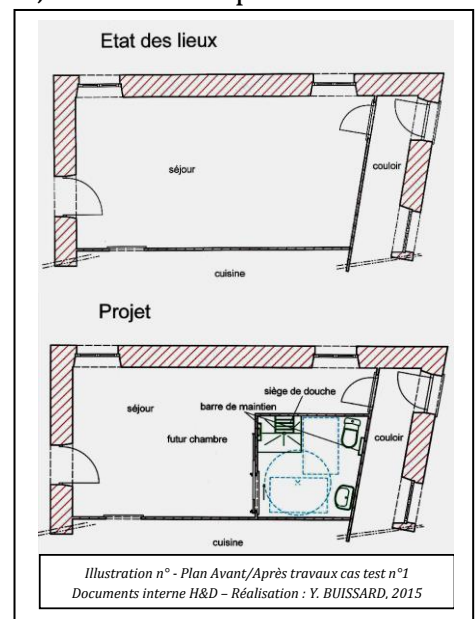 Etat des lieux
séjour
couloir
cuisine
Projet
siège de douche
barre de maintien
séjour
futur chambre
couloir
cuisine
Illustration n° - Plan Avant/Après travaux cas test n°1
Documents interne H&D – Réalisation : Y. BUISSARD, 2015